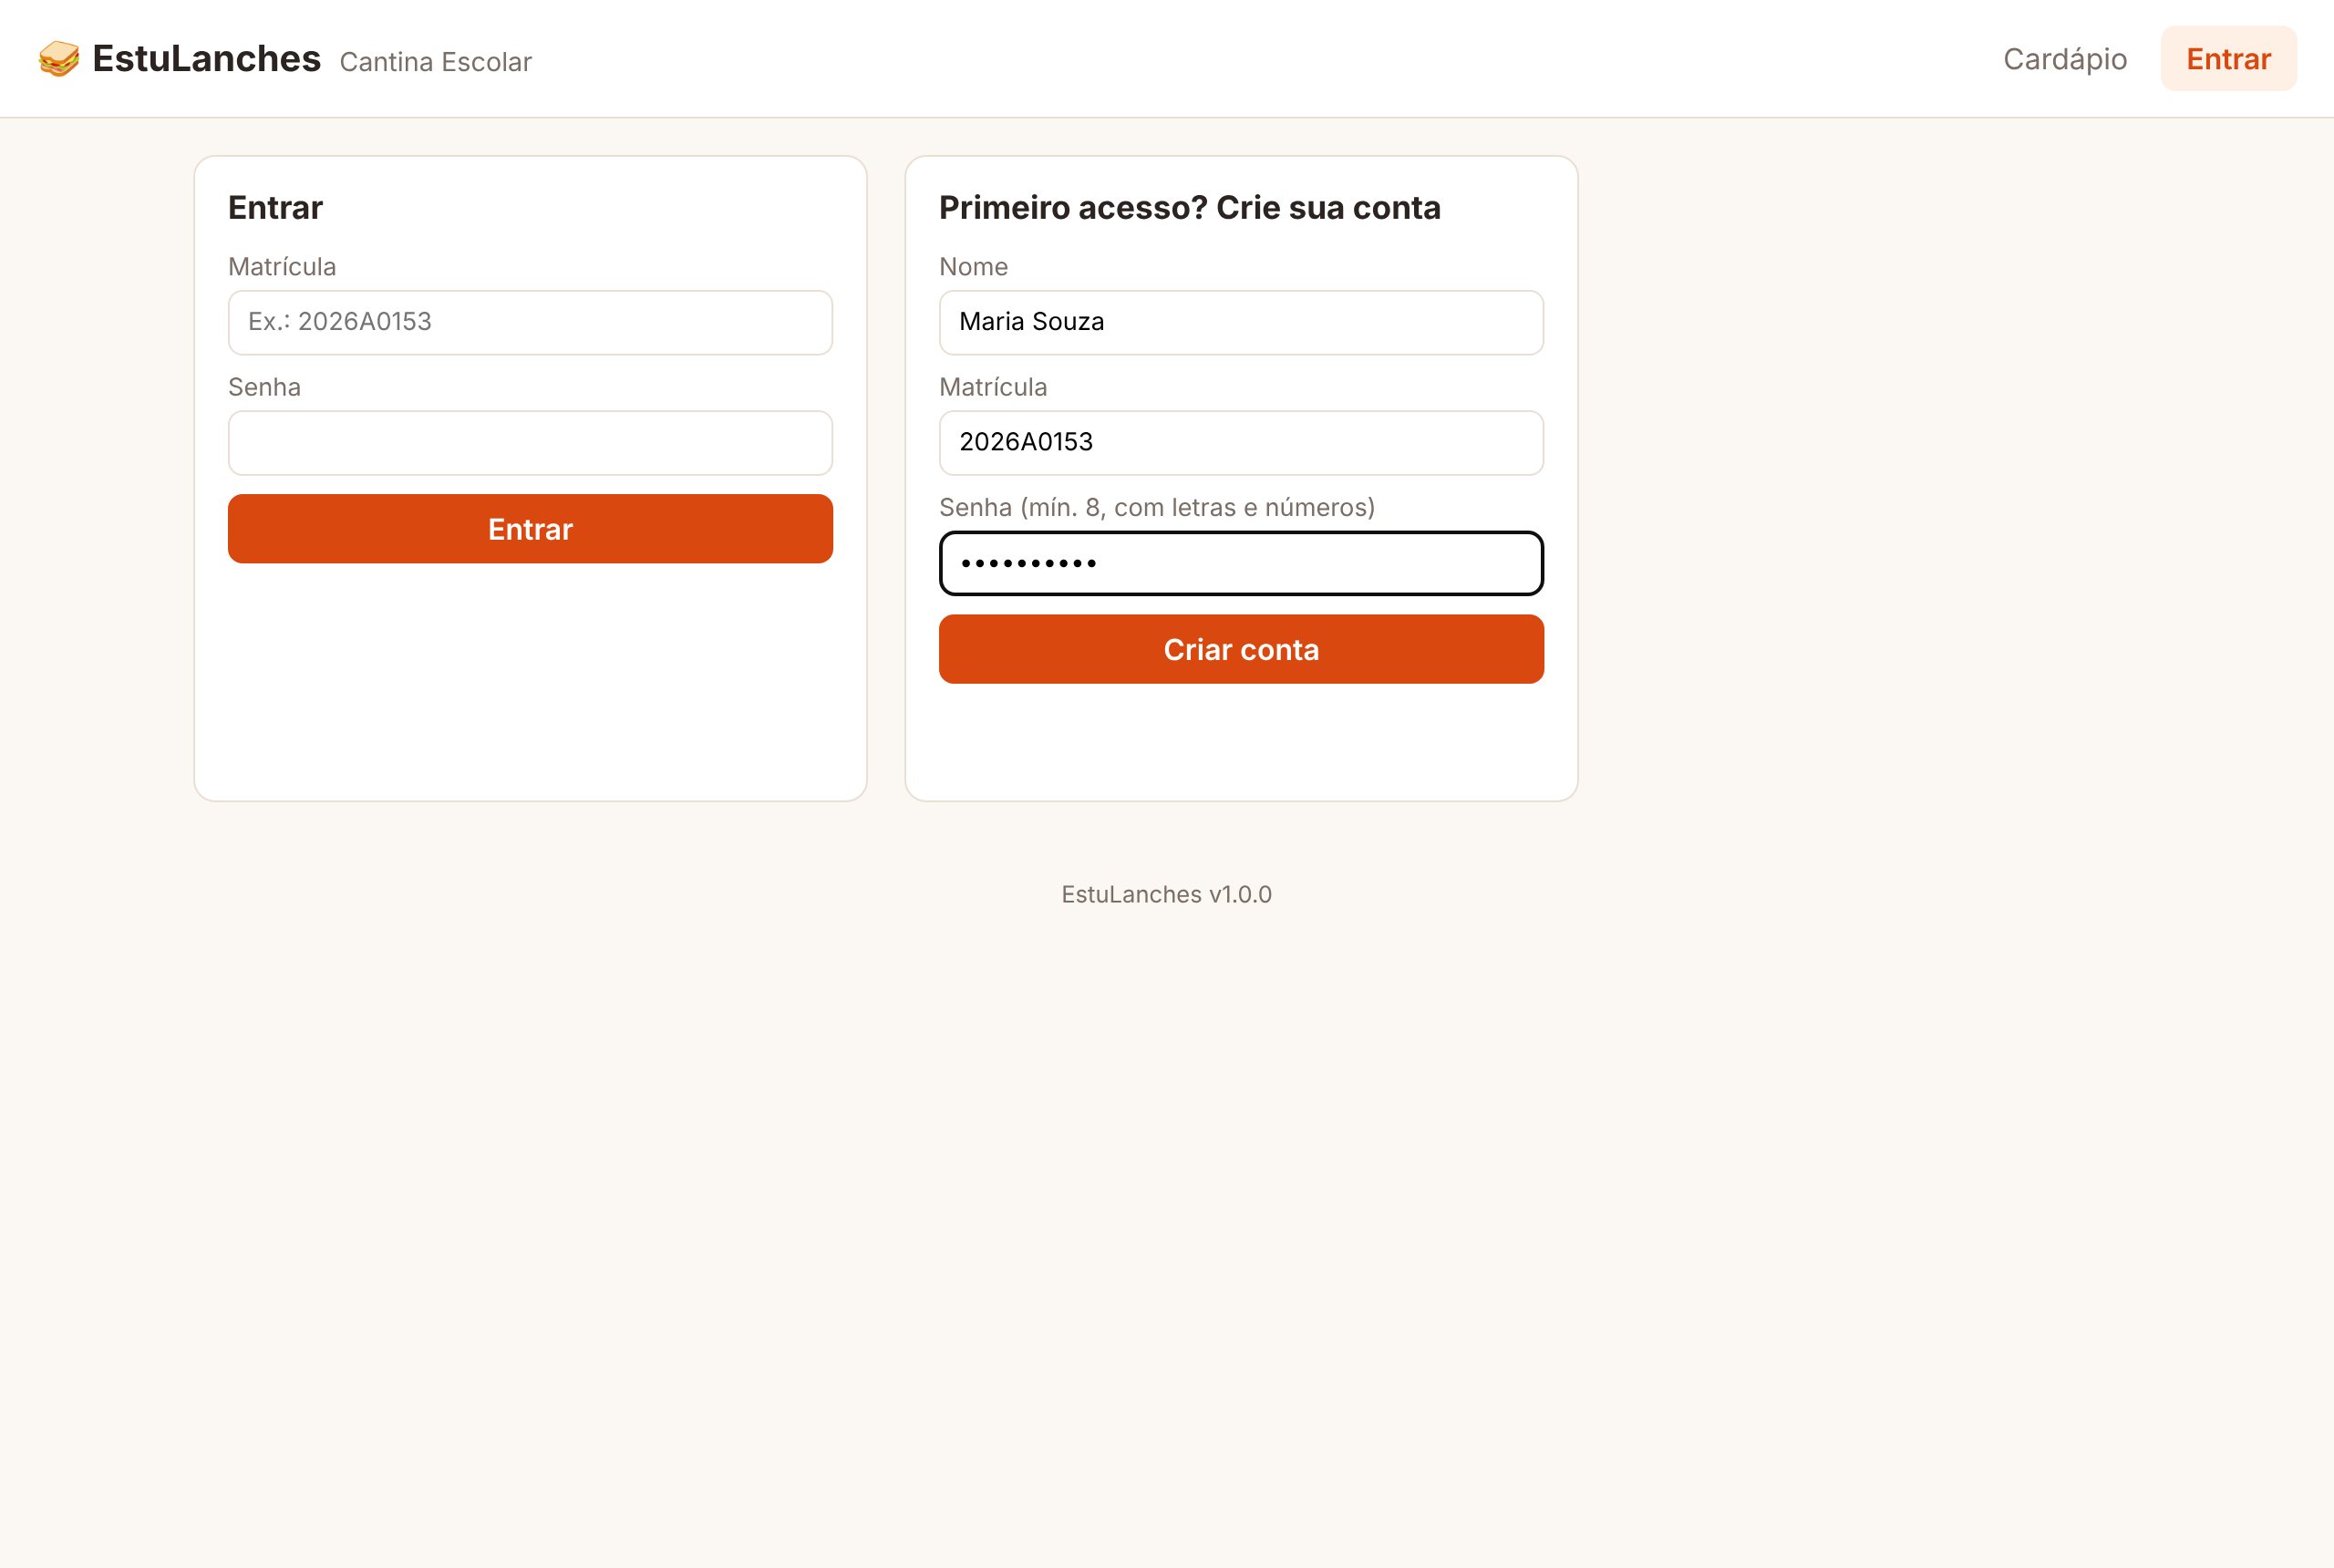 EstuLanches Cantina Escolar
Cardápio
Entrar
Entrar
Matrícula
Ex.: 2026A0153
Senha
Entrar
Primeiro acesso? Crie sua conta
Nome
Maria Souza
Matrícula
2026A0153
Senha (mín. 8, com letras e números)
••••••••••
Criar conta
EstuLanches v1.0.0